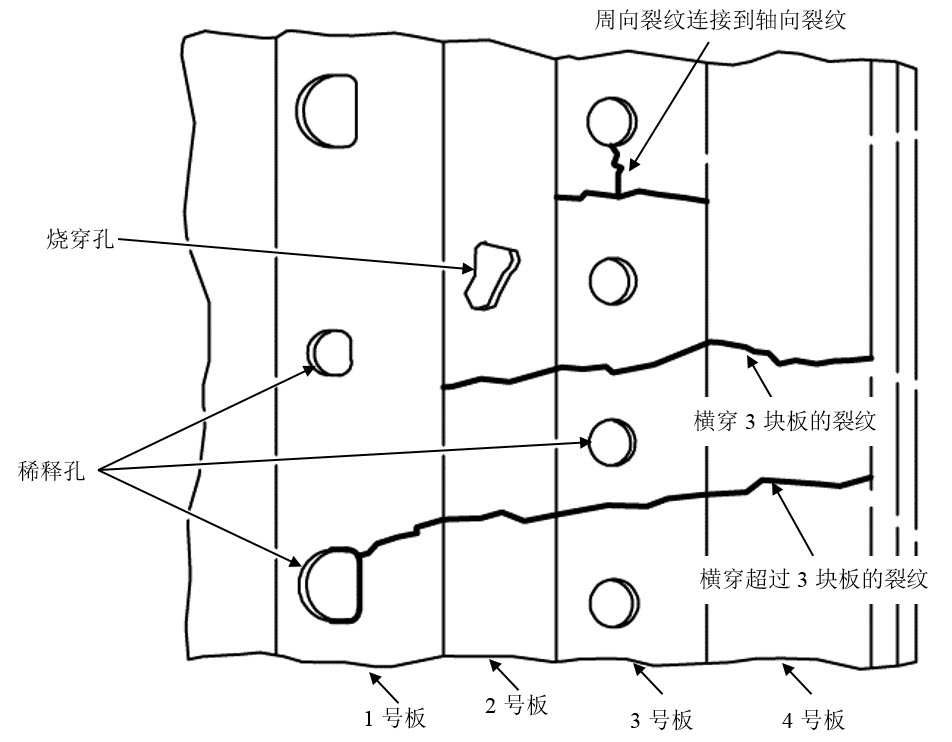 周向裂纹连接到轴向裂纹
烧穿孔
横穿 3 块板的裂纹
稀释孔
横穿超过 3 块板的裂纹
1 号板
2 号板
3 号板
4 号板